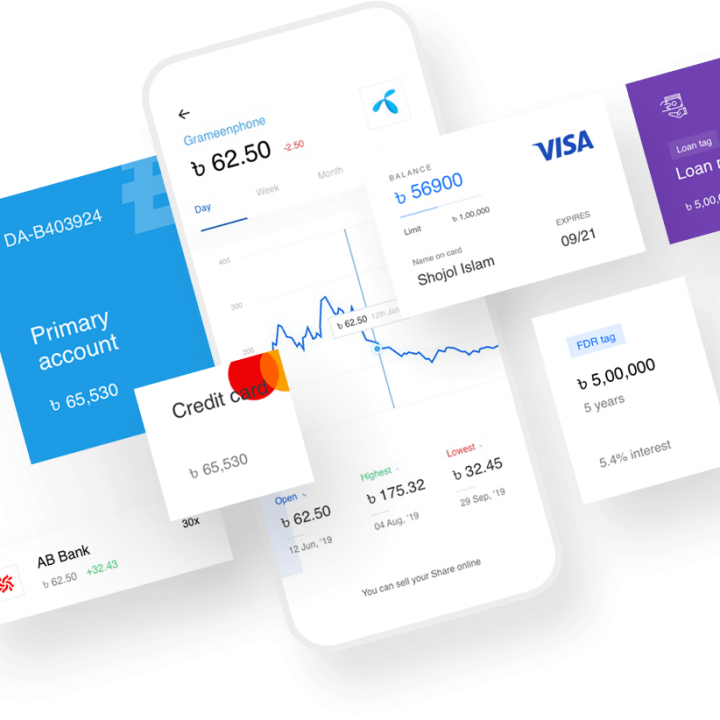 Grameenphone
৳ 62.50 -2.50
Day Week Month
400
300
200
৳ 62.50 12th Jan
Open
৳ 62.50
12 Jun, '19
Highest
৳ 175.32
04 Aug, '19
Lowest
৳ 32.45
29 Sep, '19
You can sell your Share online
DA-B403924
Primary
account
৳ 65,530
Credit card
৳ 65,530
AB Bank
৳ 62.50 +32.43
30x
BALANCE
৳ 56900
VISA
Limit ৳ 1,00,000
Name on card
Shojol Islam
EXPIRES
09/21
Loan tag
Loan
৳ 5,00,
FDR tag
৳ 5,00,000
5 years
5.4% interest